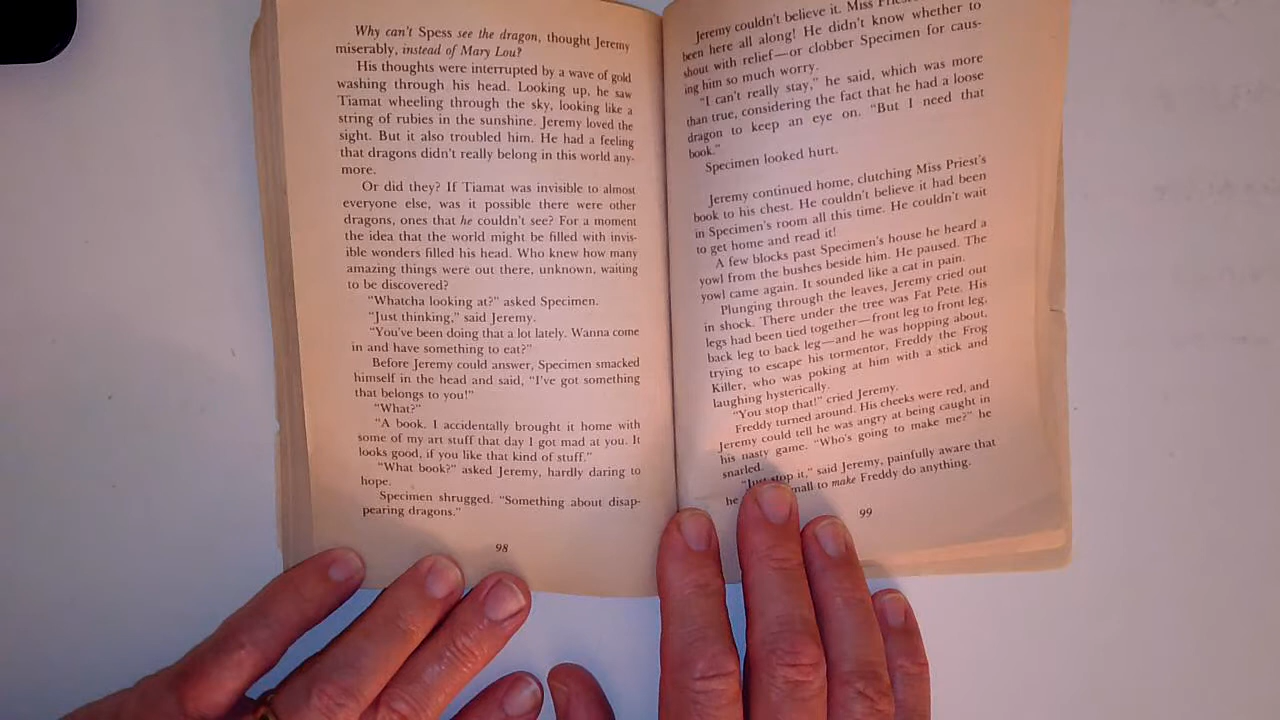 Why can't Spess see the dragon, thought Jeremy
miserably, instead of Mary Lou?
His thoughts were interrupted by a wave of gold
washing through his head. Looking up, he saw
Tiamat wheeling through the sky, looking like a
string of rubies in the sunshine. Jeremy loved the
sight. But it also troubled him. He had a feeling
that dragons didn't really belong in this world any-
more.
Or did they? If Tiamat was invisible to almost
everyone else, was it possible there were other
dragons, ones that he couldn't see? For a moment
the idea that the world might be filled with invis-
ible wonders filled his head. Who knew how many
amazing things were out there, unknown, waiting
to be discovered?
"Whatcha looking at?" asked Specimen.
"Just thinking," said Jeremy.
"You've been doing that a lot lately. Wanna come
in and have something to eat?"
Before Jeremy could answer, Specimen smacked
himself in the head and said, "I've got something
that belongs to you!"
"What?"
"A book. I accidentally brought it home with
some of my art stuff that day I got mad at you. It
looks good, if you like that kind of stuff."
"What book?" asked Jeremy, hardly daring to
hope.
Specimen shrugged. "Something about disap-
pearing dragons."
98
Jeremy couldn't believe it. Miss
been here all along! He didn't know whether to
shout with relief—or clobber Specimen for caus-
ing him so much worry.
"I can't really stay," he said, which was more
than true, considering the fact that he had a loose
dragon to keep an eye on. "But I need that
book."
Specimen looked hurt.
Jeremy continued home, clutching Miss Priest's
book to his chest. He couldn't believe it had been
in Specimen's room all this time. He couldn't wait
to get home and read it!
A few blocks past Specimen's house he heard a
yowl from the bushes beside him. He paused. The
yowl came again. It sounded like a cat in pain.
Plunging through the leaves, Jeremy cried out
in shock. There under the tree was Fat Pete. His
legs had been tied together—front leg to front leg,
back leg to back leg—and he was hopping about,
trying to escape his tormentor, Freddy the Frog
Killer, who was poking at him with a stick and
laughing hysterically.
"You stop that!" cried Jeremy.
Freddy turned around. His cheeks were red, and
Jeremy could tell he was angry at being caught in
his nasty game. "Who's going to make me?" he
snarled.
"Just stop it," said Jeremy, painfully aware that
he small to make Freddy do anything.
99